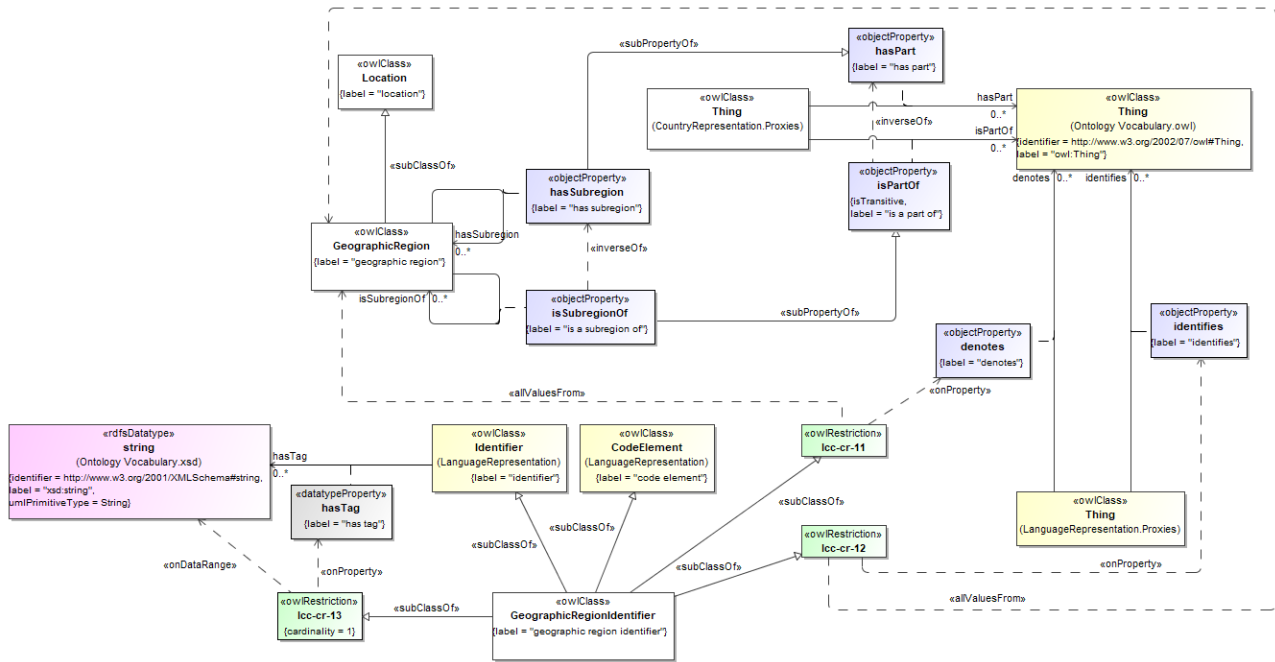 «objectProperty»
hasPart
{label = "has part"}
«subPropertyOf»
«owlClass»
Location
{label = "location"}
«owlClass»
Thing
(CountryRepresentation.Proxies)
hasPart
0..*
«inverseOf»
isPartOf
0..*
«owlClass»
Thing
(Ontology Vocabulary.owl)
{identifier = http://www.w3.org/2002/07/owl#Thing,
label = "owl:Thing"}
denotes
0..*
identifies
0..*
«subClassOf»
«objectProperty»
hasSubregion
{label = "has subregion"}
«objectProperty»
isPartOf
{isTransitive,
label = "is a part of"}
«owlClass»
GeographicRegion
{label = "geographic region"}
hasSubregion
0..*
«inverseOf»
isSubregionOf
0..*
«objectProperty»
isSubregionOf
{label = "is a subregion of"}
«subPropertyOf»
«objectProperty»
denotes
{label = "denotes"}
«objectProperty»
identifies
{label = "identifies"}
«allValuesFrom»
«onProperty»
«rdfsDatatype»
string
(Ontology Vocabulary.xsd)
{identifier = http://www.w3.org/2001/XMLSchema#string,
label = "xsd:string",
umlPrimitiveType = String}
hasTag
0..*
«owlClass»
Identifier
(LanguageRepresentation)
{label = "identifier"}
«owlClass»
CodeElement
(LanguageRepresentation)
{label = "code element"}
«owlRestriction»
lcc-cr-11
«datatypeProperty»
hasTag
{label = "has tag"}
«subClassOf»
«owlClass»
Thing
(LanguageRepresentation.Proxies)
«owlRestriction»
lcc-cr-12
«subClassOf»
«subClassOf»
«subClassOf»
«onProperty»
«onDataRange»
«onProperty»
«allValuesFrom»
«owlRestriction»
lcc-cr-13
{cardinality = 1}
«subClassOf»
«owlClass»
GeographicRegionIdentifier
{label = "geographic region identifier"}